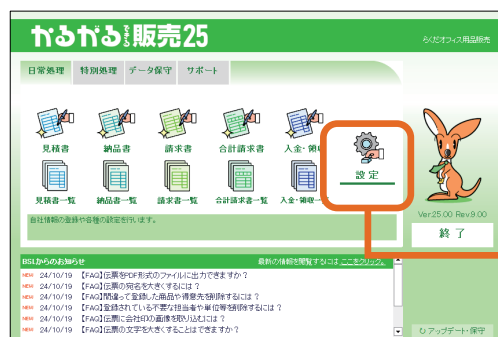 かるがるできる販売25
らくだオフィス用品販売
日常処理 特別処理 データ保守 サポート
見積書 納品書 請求書 合計請求書 入金・領収
設定
見積書一覧 納品書一覧 請求書一覧 合計請求書一覧 入金・領収一覧
自社情報の登録や各種の設定を行います。
Ver.25.00 Rev.9.00
終了
BSLからのお知らせ 最新の情報を閲覧するにはここをクリック。
NEW 24/10/19 【FAQ】伝票をPDF形式のファイルに出力できますか？
NEW 24/10/19 【FAQ】伝票の宛名を大きくするには？
NEW 24/10/19 【FAQ】間違って登録した商品や得意先を削除するには？
NEW 24/10/19 【FAQ】登録されている不要な担当者や単位等を削除するには？
NEW 24/10/19 【FAQ】伝票に会社印の画像を取り込むには？
NEW 24/10/19 【FAQ】伝票の文字を大きくすることはできますか？
アップデート・保守